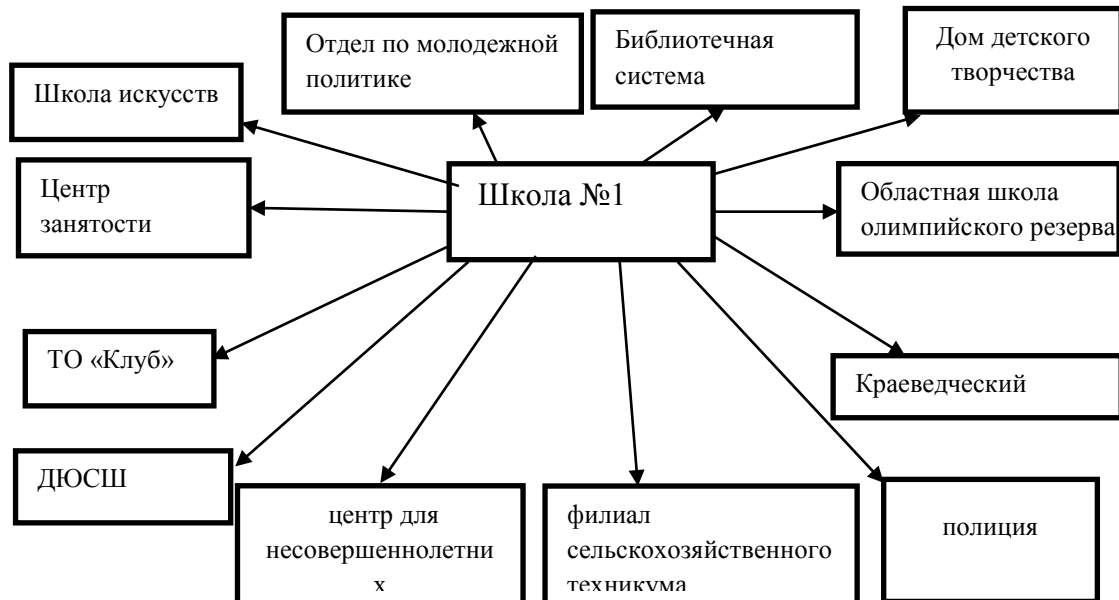 Отдел по молодежной
политике
Библиотечная
система
Дом детского
творчества
Школа искусств
Центр
занятости
Школа №1
Областная школа
олимпийского резерва
ТО «Клуб»
Краеведческий
ДЮСШ
центр для
несовершеннолетни
х
филиал
сельскохозяйственного
техникума
полиция